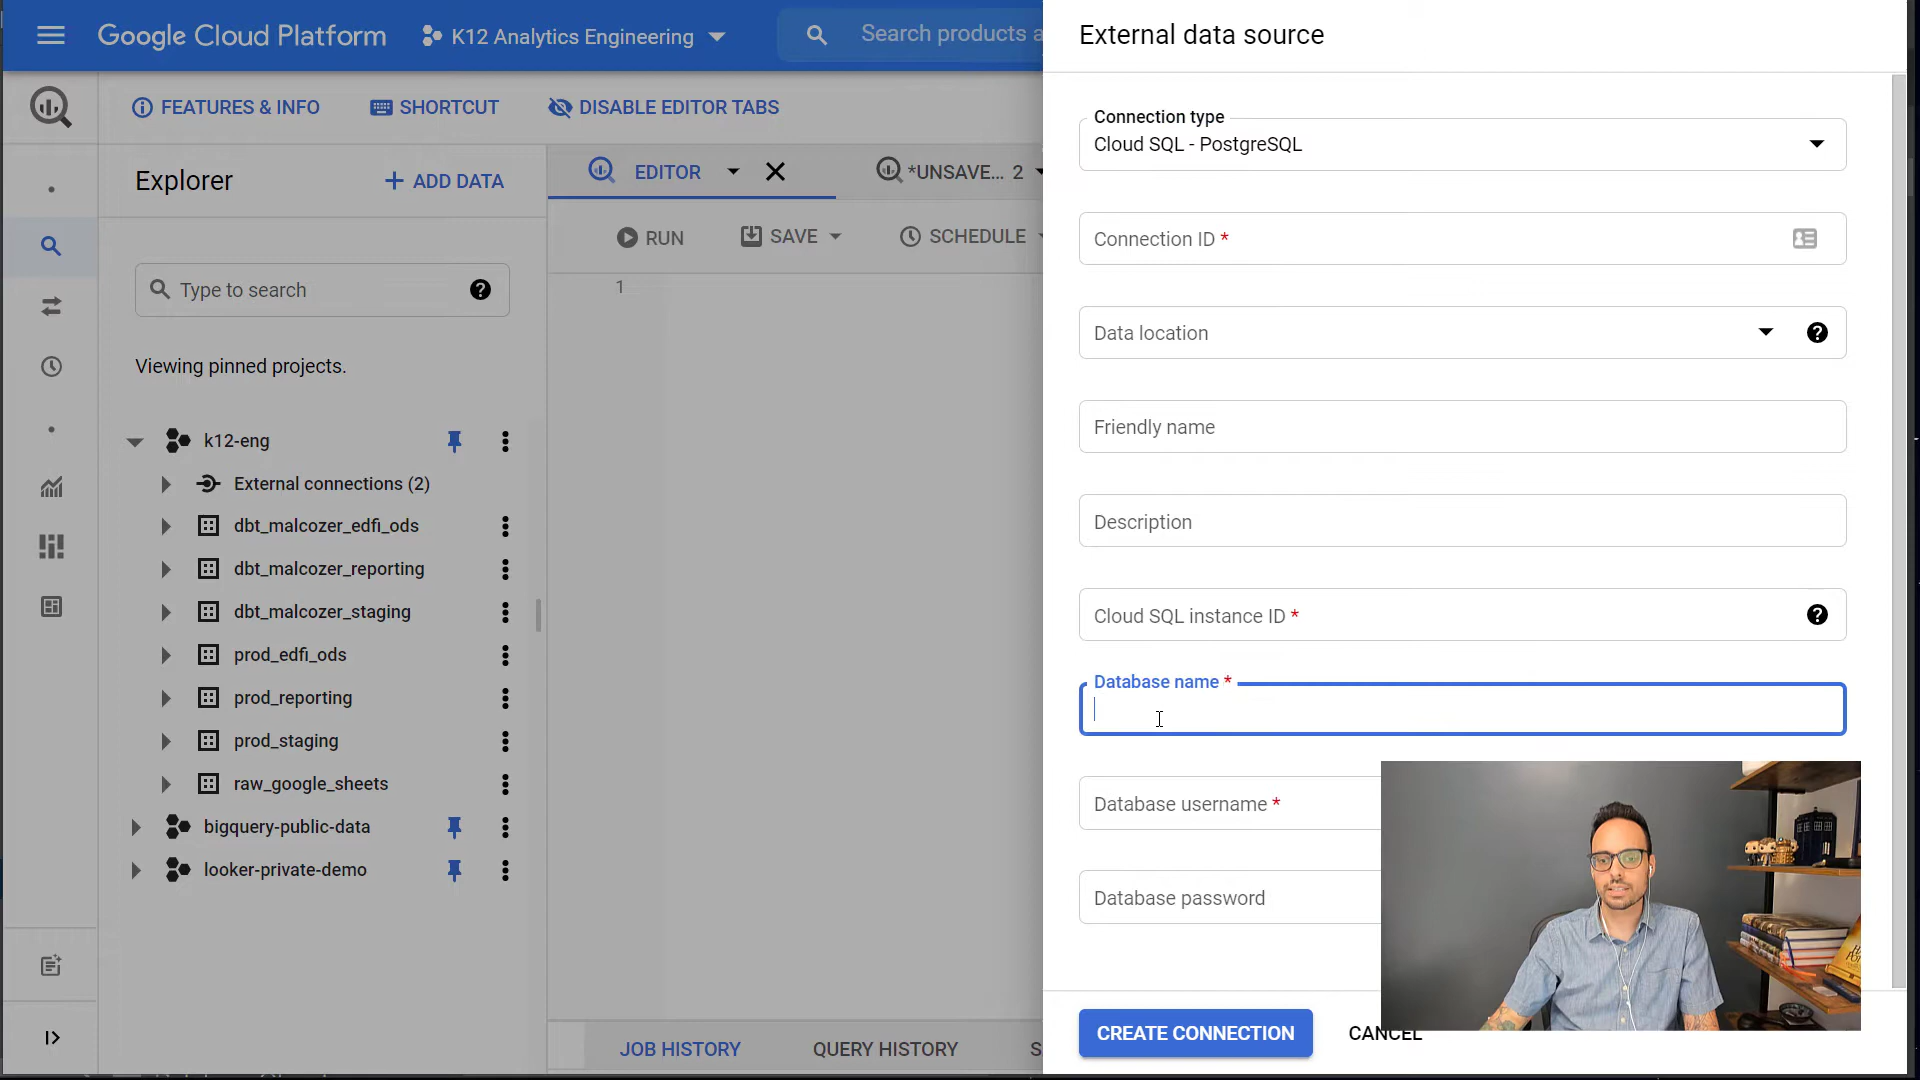 Google Cloud Platform
K12 Analytics Engineering
Search products a
External data source
FEATURES & INFO
SHORTCUT
DISABLE EDITOR TABS
Connection type
Cloud SQL - PostgreSQL
Explorer
+ ADD DATA
EDITOR
*UNSAVE... 2
RUN
SAVE
SCHEDULE
Connection ID *
Type to search
1
Data location
Viewing pinned projects.
Friendly name
k12-eng
External connections (2)
dbt_malcozer_edfi_ods
Description
dbt_malcozer_reporting
dbt_malcozer_staging
Cloud SQL instance ID *
prod_edfi_ods
Database name *
prod_reporting
prod_staging
raw_google_sheets
Database username *
bigquery-public-data
looker-private-demo
Database password
CREATE CONNECTION
CANCEL
JOB HISTORY
QUERY HISTORY
S